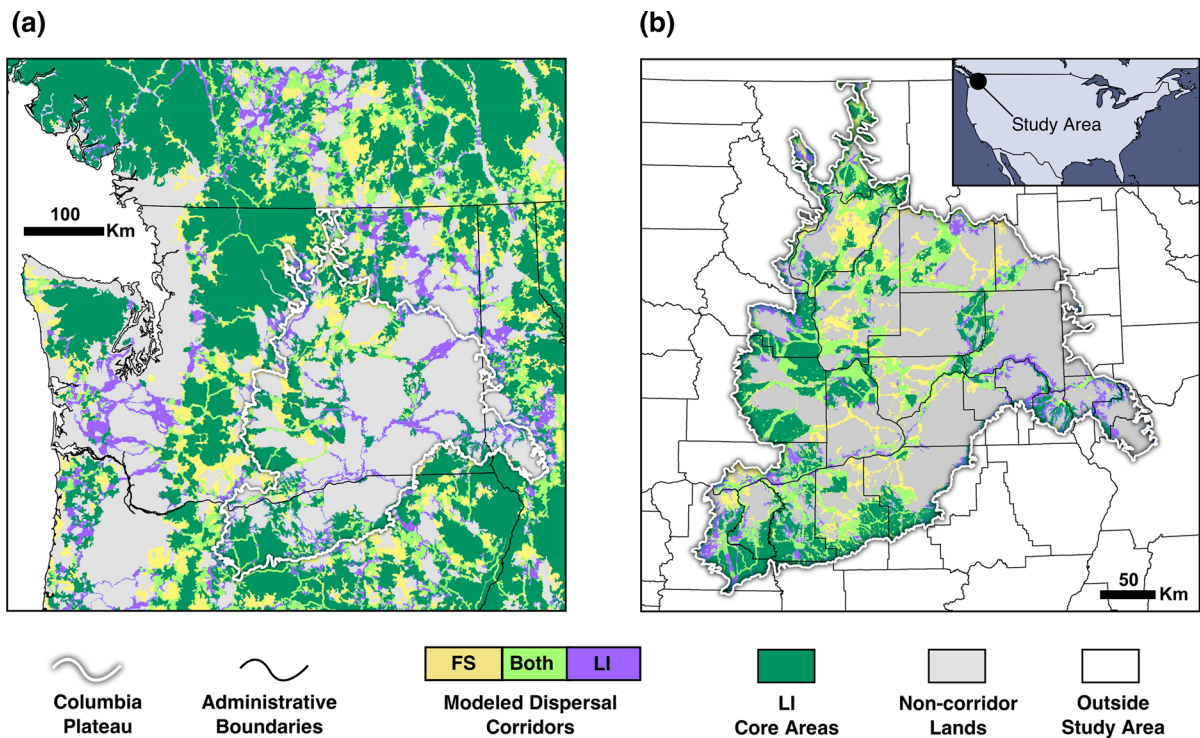 (a)
(b)
100
Km
Study Area
50
Km
FS Both LI
Columbia
Plateau
Administrative
Boundaries
Modeled Dispersal
Corridors
LI
Core Areas
Non-corridor
Lands
Outside
Study Area